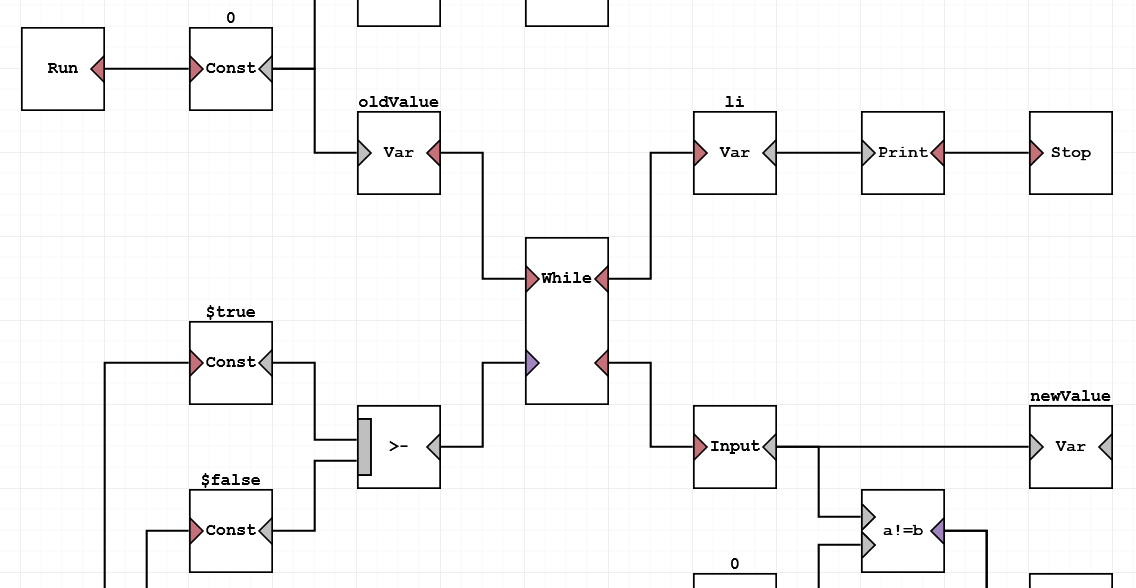 0
Run
Const
oldValue
li
Var
Var
Print
Stop
While
$true
Const
newValue
>-
Input
Var
$false
Const
a!=b
0